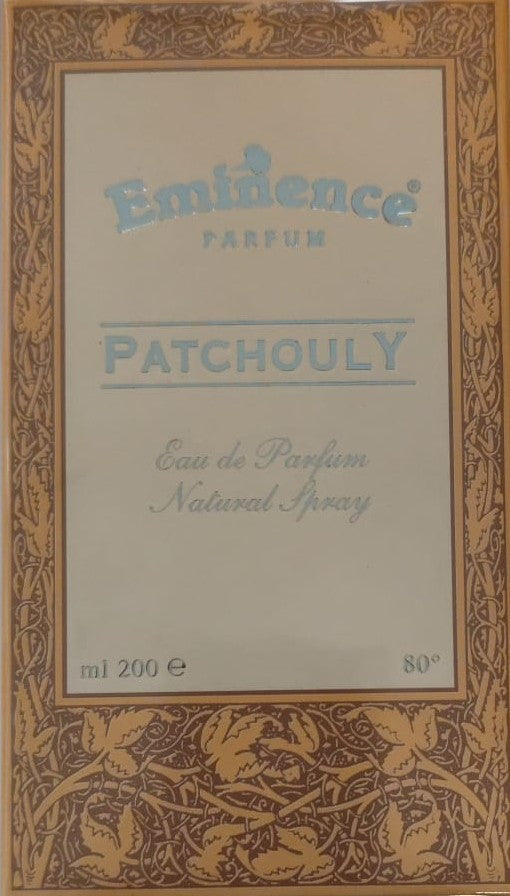 Eminence®
PARFUM
PATCHOULY
Eau de Parfum
Natural Spray
ml 200 ℮ 80°